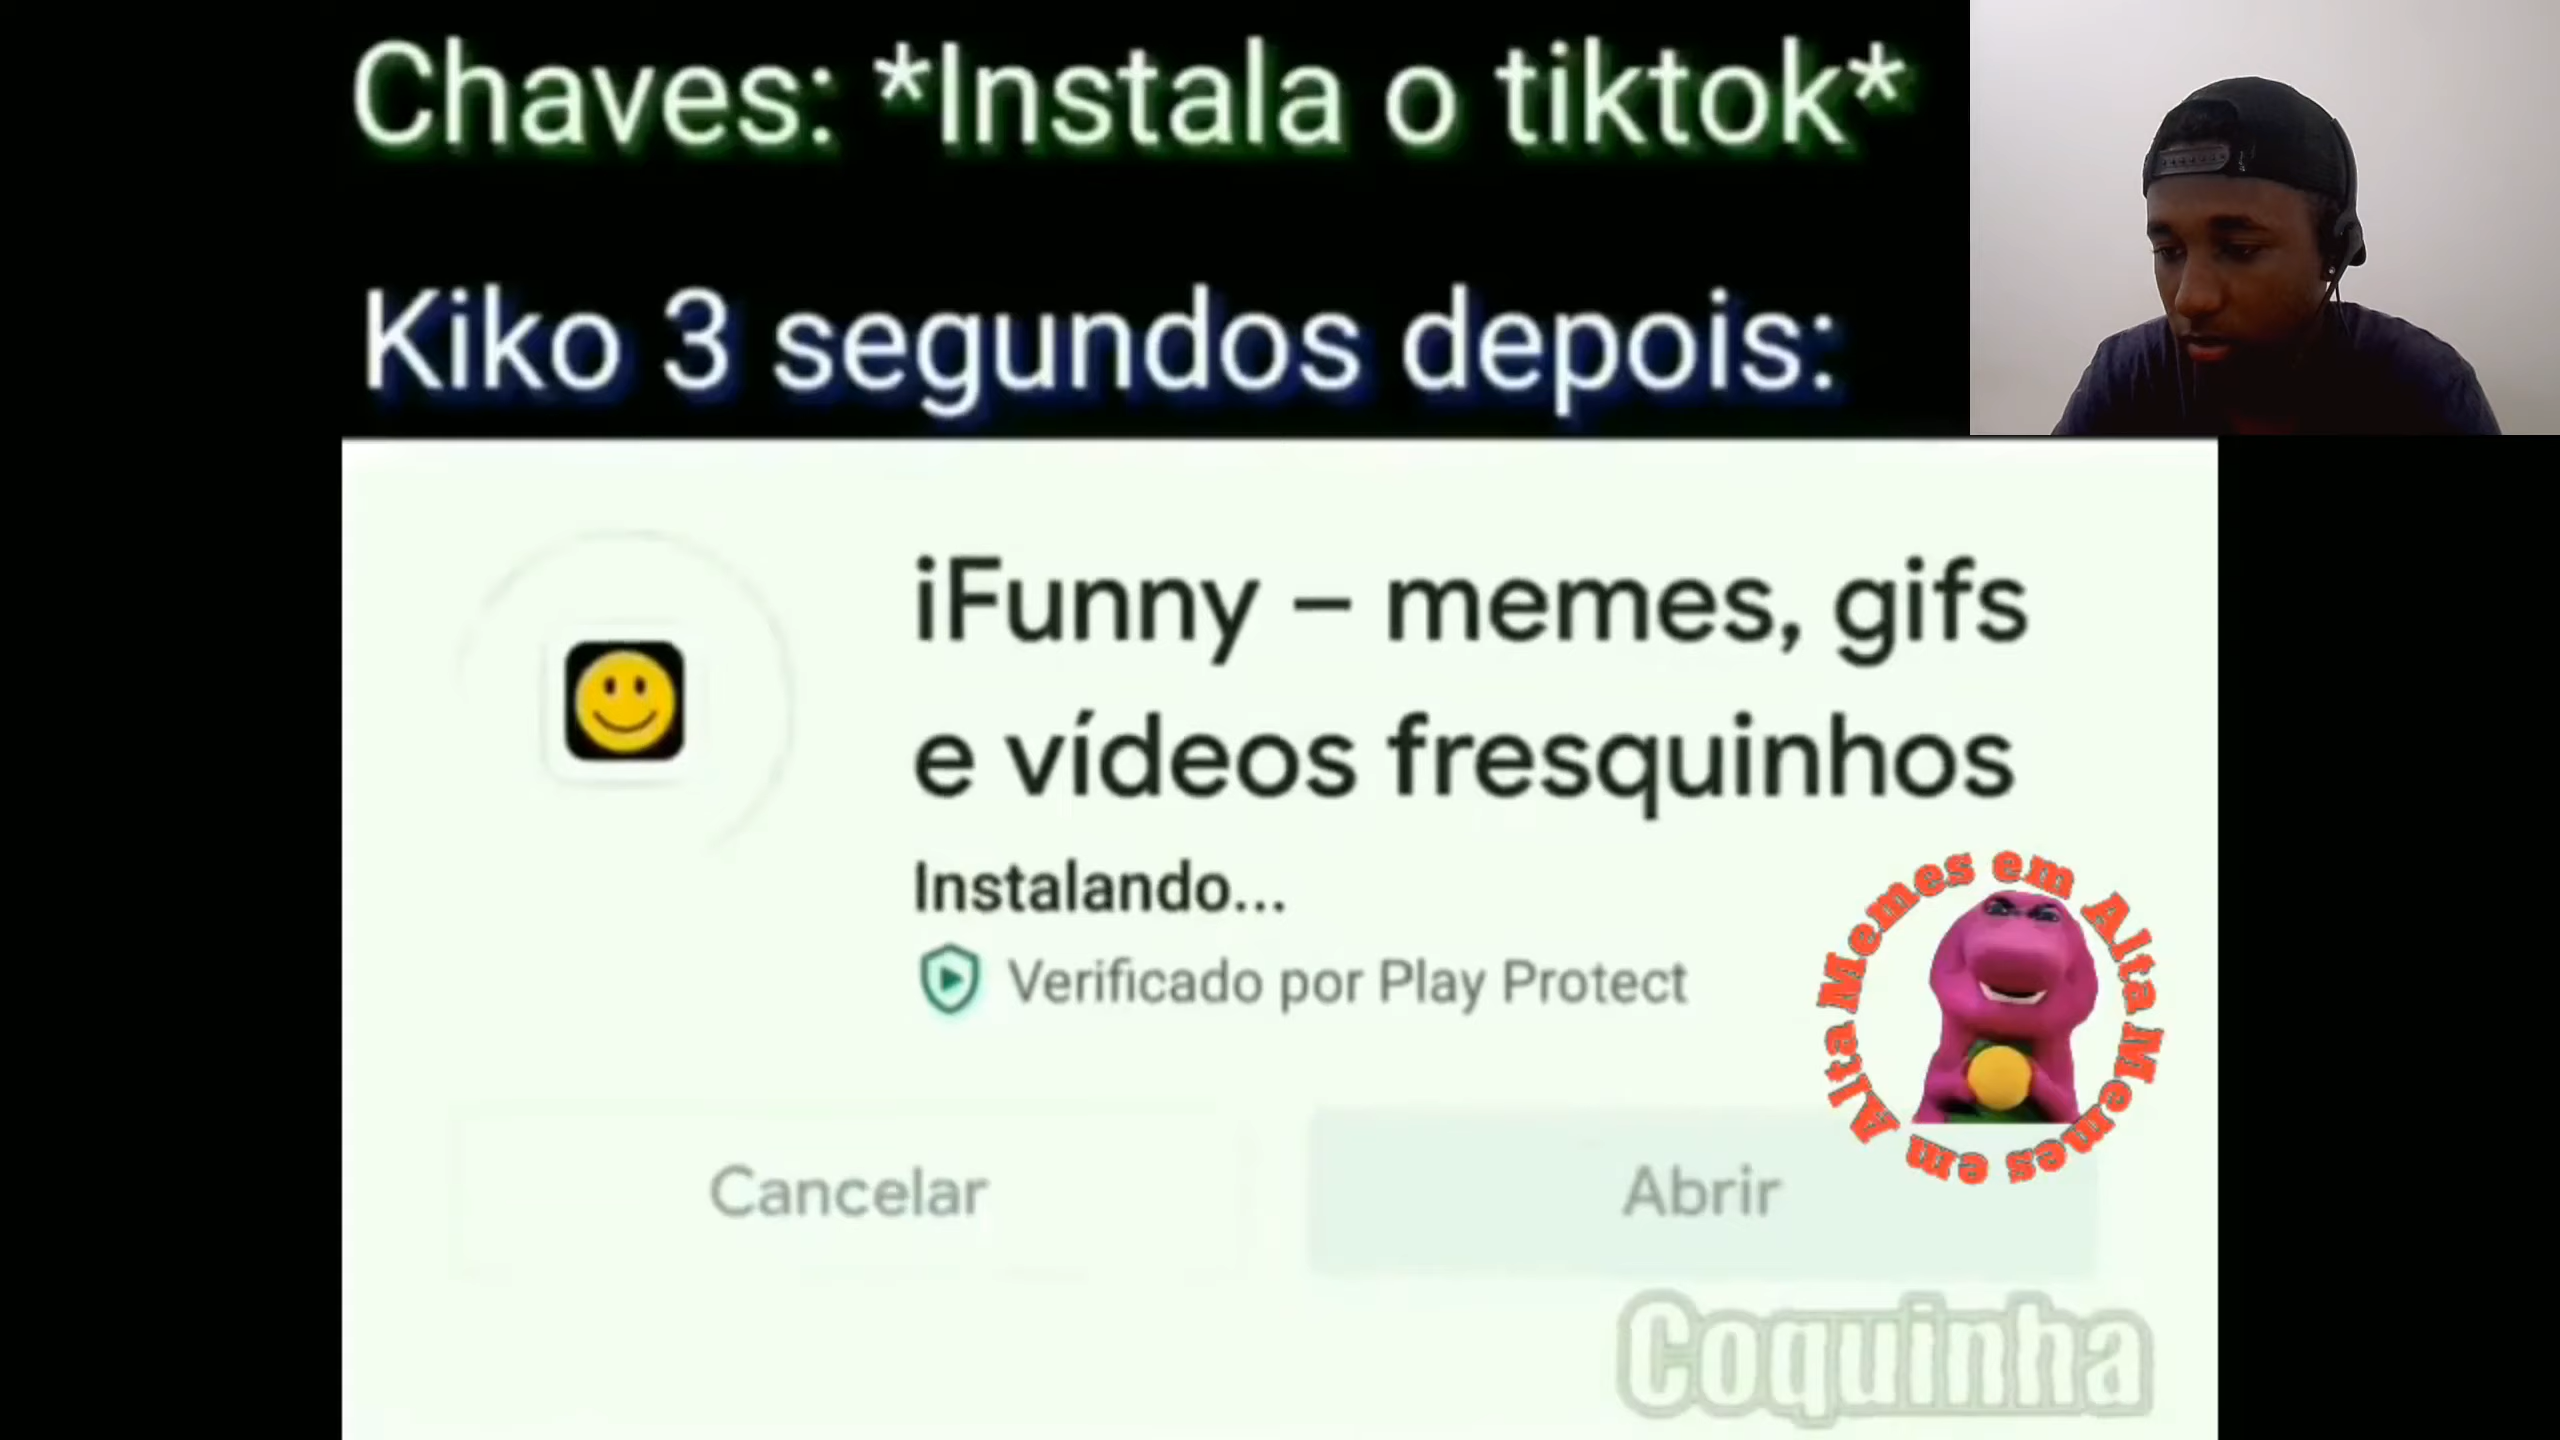 Chaves: *Instala o tiktok*
Kiko 3 segundos depois:
iFunny – memes, gifs
e vídeos fresquinhos
Instalando...
Verificado por Play Protect
Memes em Alta Memes em Alta
Cancelar
Abrir
Coquinha